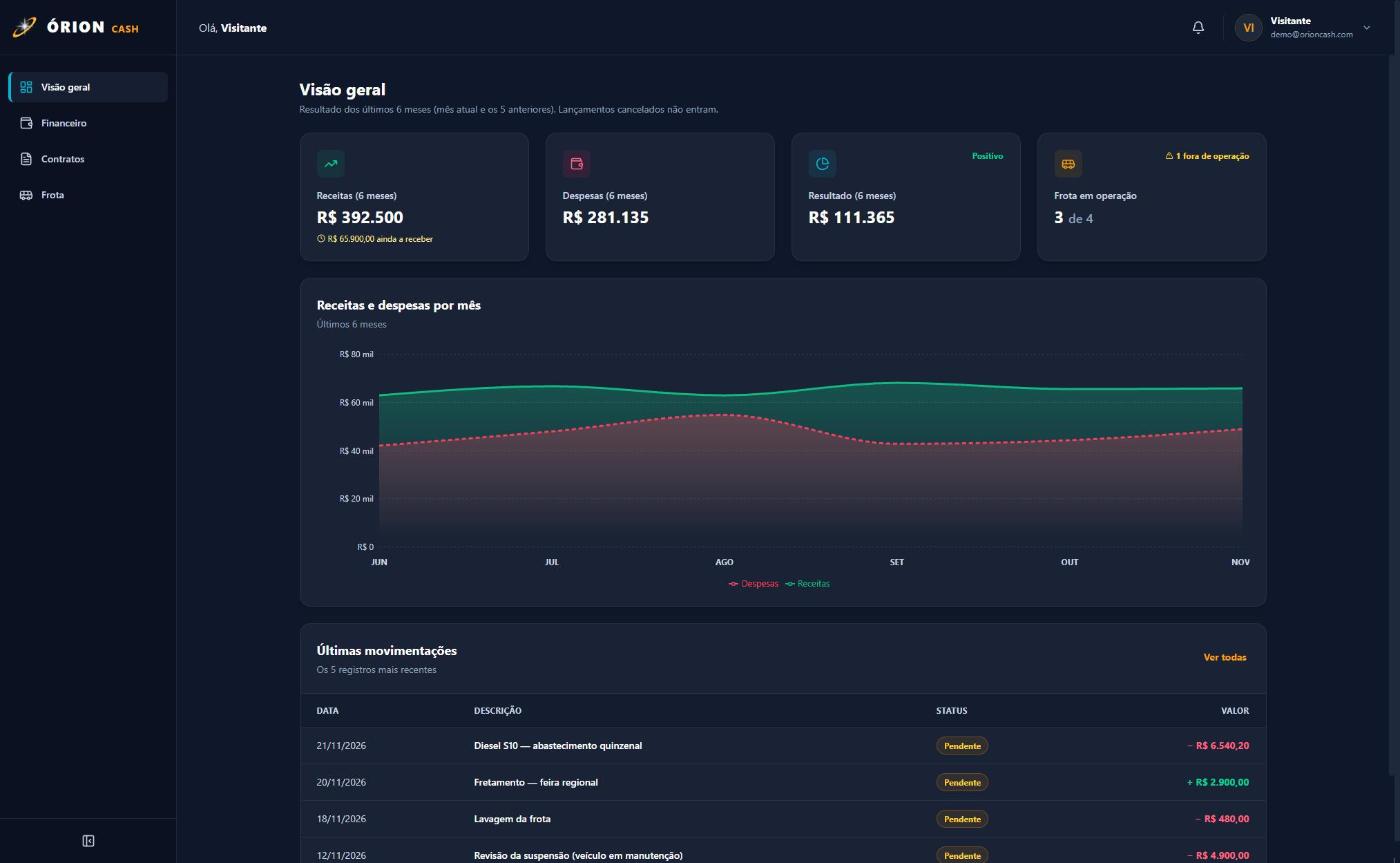 ÓRION CASH
Olá, Visitante
VI
Visitante
demo@orioncash.com
Visão geral
Financeiro
Contratos
Frota
Visão geral
Resultado dos últimos 6 meses (mês atual e os 5 anteriores). Lançamentos cancelados não entram.
Receitas (6 meses)
R$ 392.500
R$ 65.900,00 ainda a receber
Despesas (6 meses)
R$ 281.135
Positivo
Resultado (6 meses)
R$ 111.365
1 fora de operação
Frota em operação
3 de 4
Receitas e despesas por mês
Últimos 6 meses
R$ 80 mil
R$ 60 mil
R$ 40 mil
R$ 20 mil
R$ 0
JUN JUL AGO SET OUT NOV
Despesas Receitas
Últimas movimentações
Os 5 registros mais recentes
Ver todas
DATA DESCRIÇÃO STATUS VALOR
21/11/2026 Diesel S10 — abastecimento quinzenal Pendente − R$ 6.540,20
20/11/2026 Fretamento — feira regional Pendente + R$ 2.900,00
18/11/2026 Lavagem da frota Pendente − R$ 480,00
12/11/2026 Revisão da suspensão (veículo em manutenção) Pendente − R$ 4.900,00